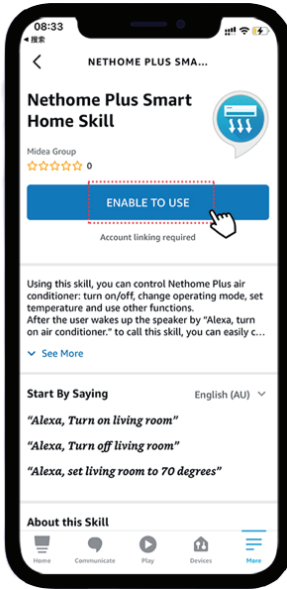 08:33
◀ 搜索
NETHOME PLUS SMA...
Nethome Plus Smart
Home Skill
Midea Group
0
ENABLE TO USE
Account linking required
Using this skill, you can control Nethome Plus air
conditioner: turn on/off, change operating mode, set
temperature and use other functions.
After the user wakes up the speaker by "Alexa, turn
on air conditioner." to call this skill, you can easily c...
See More
Start By Saying
English (AU)
"Alexa, Turn on living room"
"Alexa, Turn off living room"
"Alexa, set living room to 70 degrees"
About this Skill
Home
Communicate
Play
Devices
More